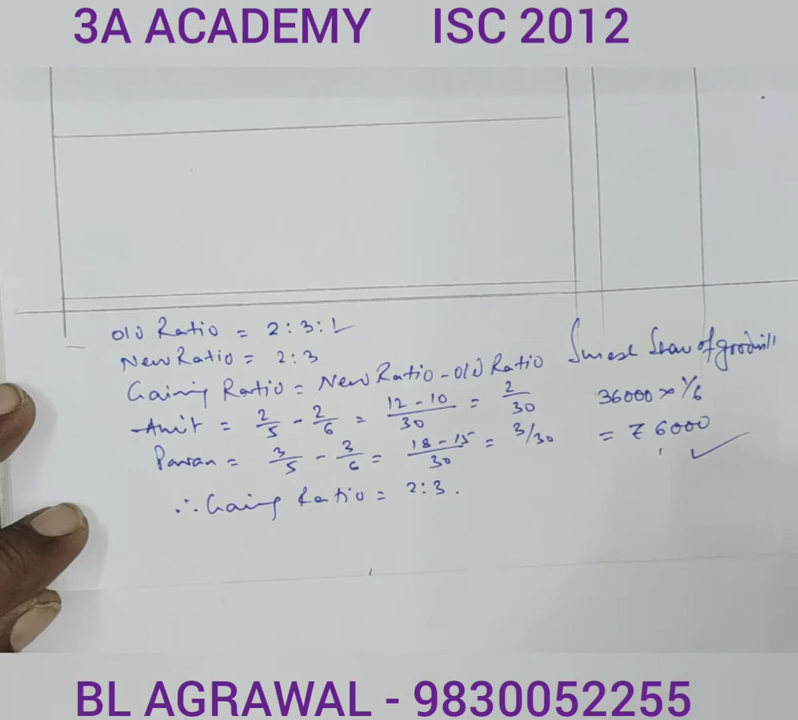 3A ACADEMY ISC 2012
Old Ratio = 2:3:1
New Ratio = 2:3
Gaining Ratio = New Ratio - Old Ratio
Amit = 2/5 - 2/6 = 12-10/30 = 2/30
Pawan = 3/5 - 3/6 = 18-15/30 = 3/30
∴ Gaing Ratio = 2:3.
Suresh Share of goodwill
36000 × 1/6
= ₹ 6000
BL AGRAWAL - 9830052255